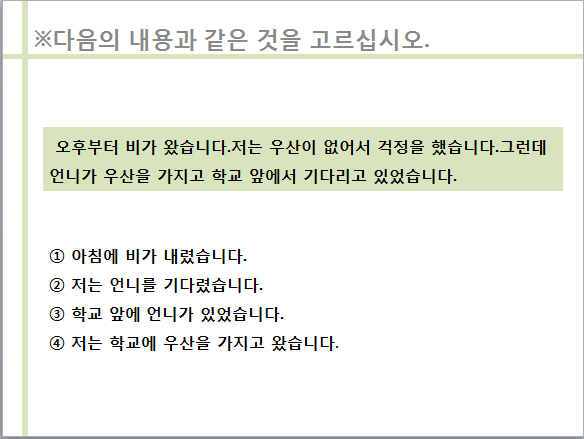 ※다음의 내용과 같은 것을 고르십시오.
오후부터 비가 왔습니다.저는 우산이 없어서 걱정을 했습니다.그런데
언니가 우산을 가지고 학교 앞에서 기다리고 있었습니다.
① 아침에 비가 내렸습니다.
② 저는 언니를 기다렸습니다.
③ 학교 앞에 언니가 있었습니다.
④ 저는 학교에 우산을 가지고 왔습니다.